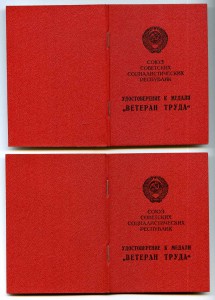 СОЮЗ
СОВЕТСКИХ
СОЦИАЛИСТИЧЕСКИХ
РЕСПУБЛИК
УДОСТОВЕРЕНИЕ К МЕДАЛИ
„ВЕТЕРАН ТРУДА“
СОЮЗ
СОВЕТСКИХ
СОЦИАЛИСТИЧЕСКИХ
РЕСПУБЛИК
УДОСТОВЕРЕНИЕ К МЕДАЛИ
„ВЕТЕРАН ТРУДА“